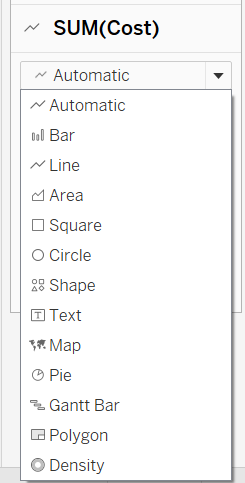 SUM(Cost)
Automatic
Automatic
Bar
Line
Area
Square
Circle
Shape
Text
Map
Pie
Gantt Bar
Polygon
Density